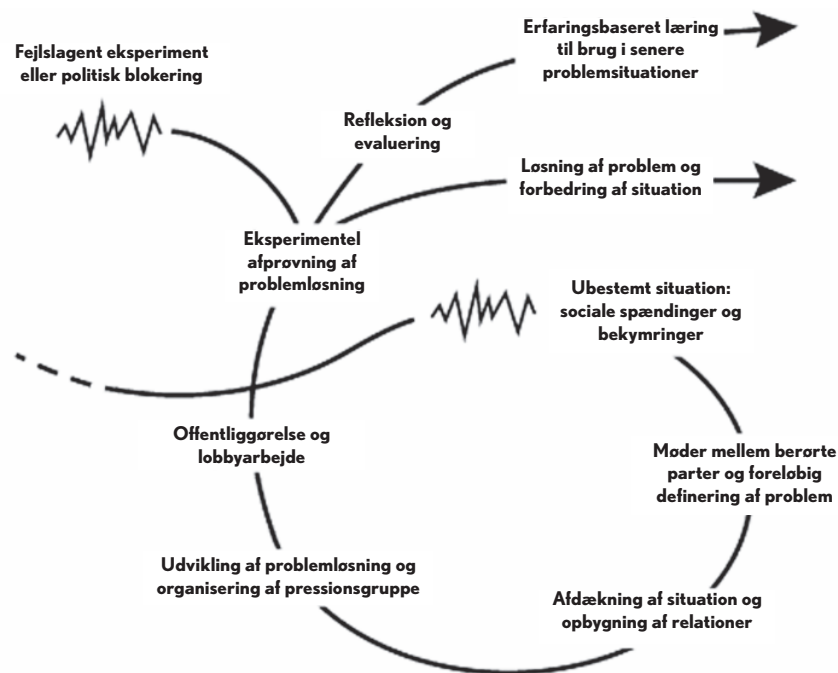 Fejlslagent eksperiment
eller politisk blokering
Erfaringsbaseret læring
til brug i senere
problemsituationer
Refleksion og
evaluering
Løsning af problem og
forbedring af situation
Eksperimentel
afprøvning af
problemløsning
Ubestemt situation:
sociale spændinger og
bekymringer
Offentliggørelse og
lobbyarbejde
Møder mellem berørte
parter og foreløbig
definering af problem
Udvikling af problemløsning og
organisering af pressionsgruppe
Afdækning af situation og
opbygning af relationer